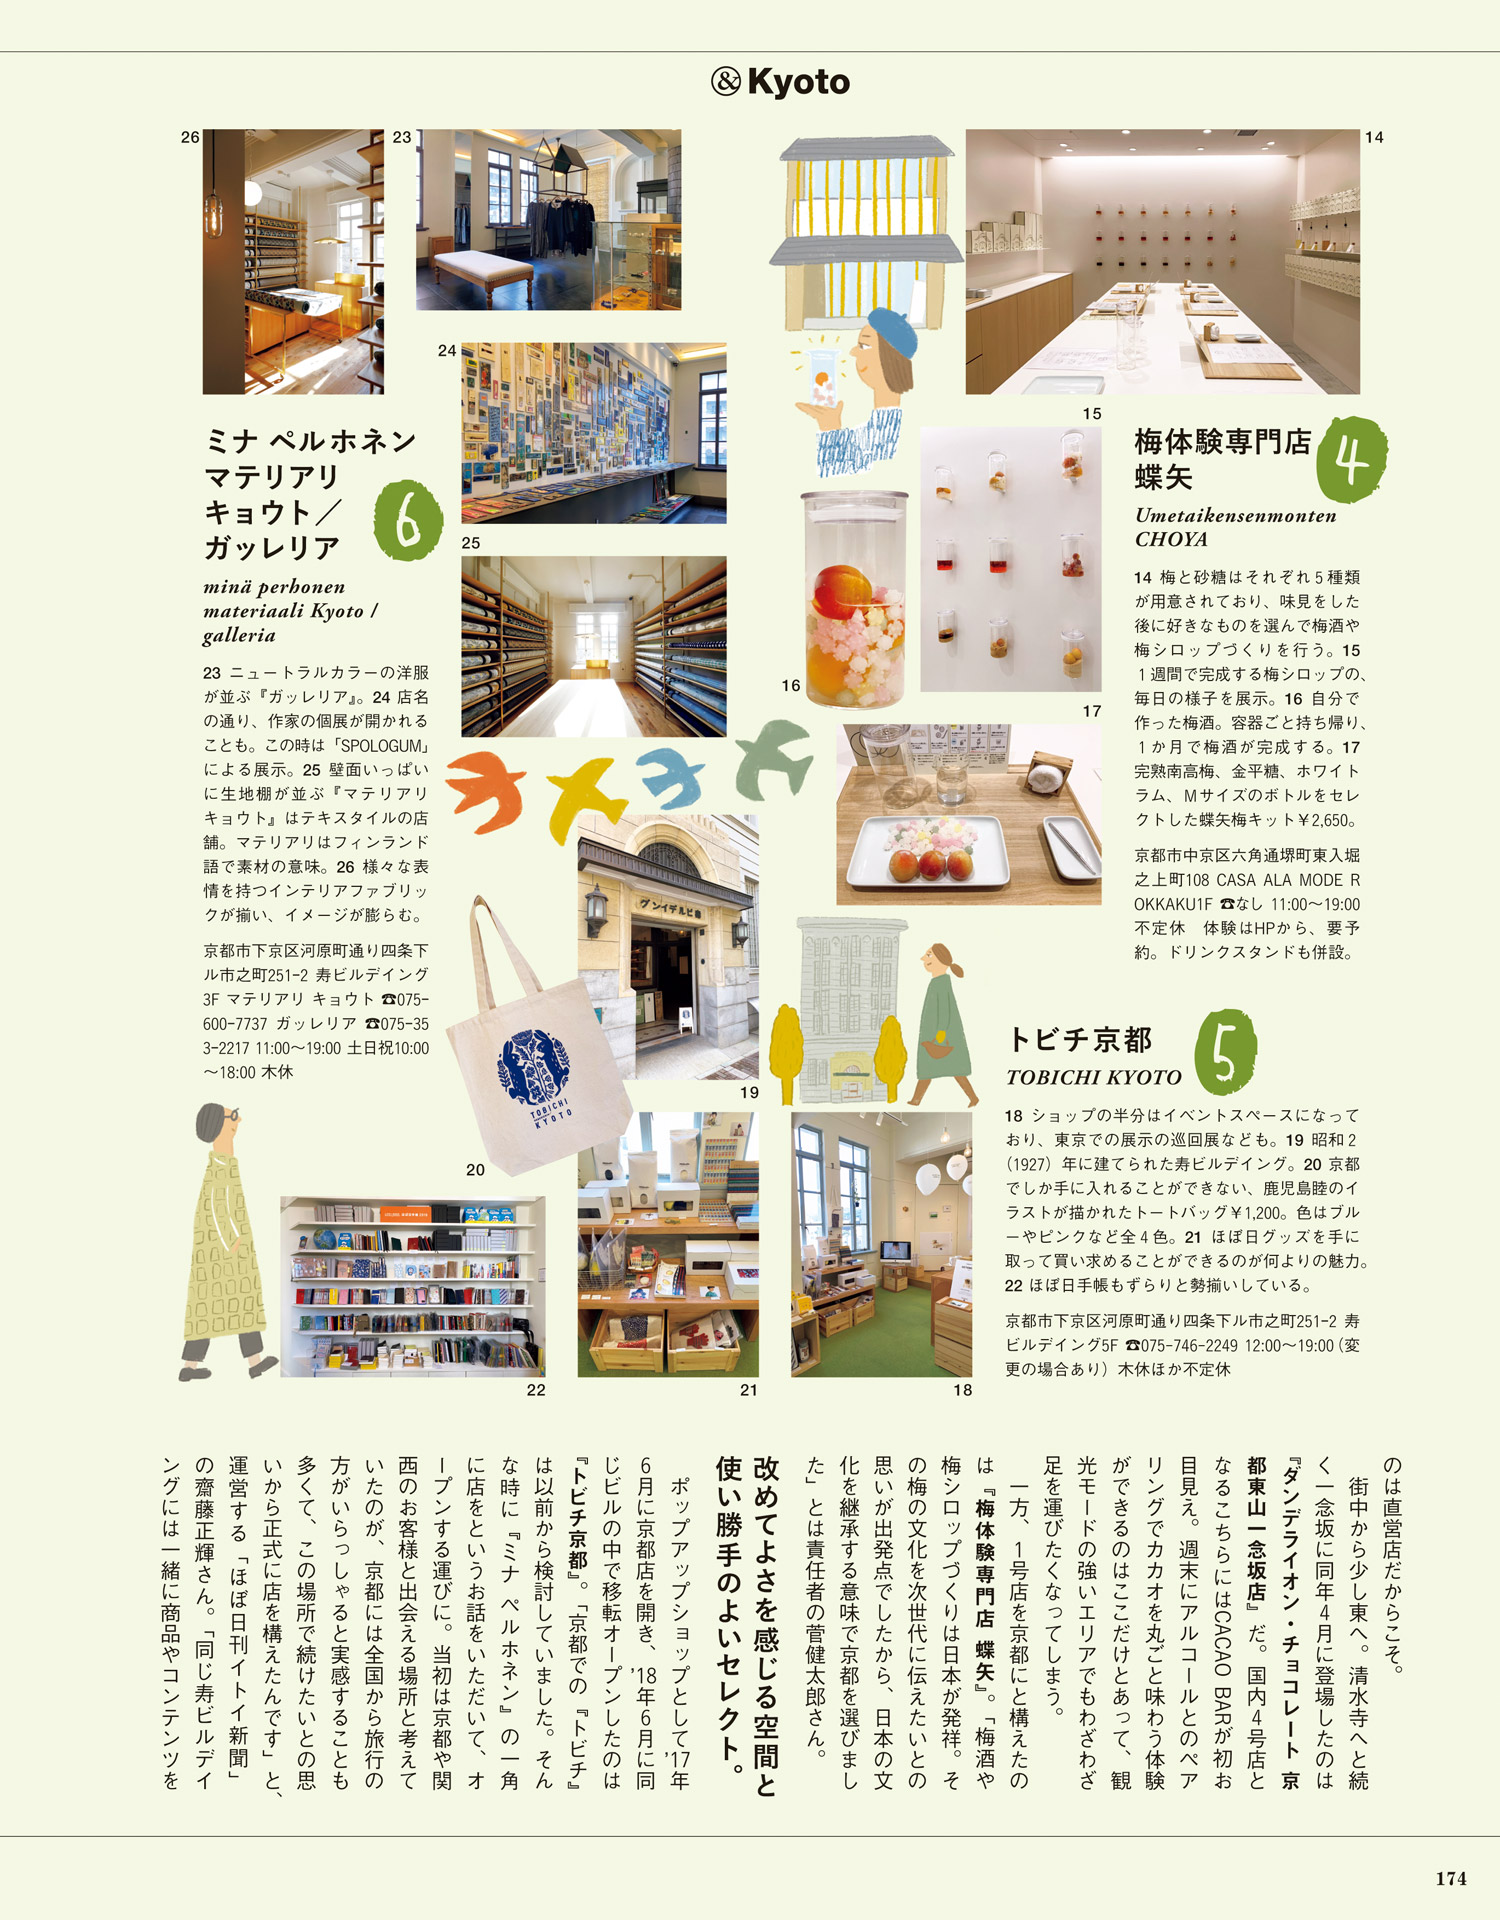 &Kyoto
14
梅体験専門店
蝶矢
4
Umetaikensenmonten
CHOYA
14 梅と砂糖はそれぞれ5種類
が用意されており、味見をした
後に好きなものを選んで梅酒や
梅シロップづくりを行う。15
1週間で完成する梅シロップの、
毎日の様子を展示。16 自分で
作った梅酒。容器ごと持ち帰り、
1か月で梅酒が完成する。17
完熟南高梅、金平糖、ホワイト
ラム、Mサイズのボトルをセレ
クトした蝶矢梅キット¥2,650。
京都市中京区六角通堺町東入堀
之上町108 CASA ALA MODE R
OKKAKU1F ☎なし 11:00〜19:00
不定休 体験はHPから、要予
約。ドリンクスタンドも併設。
15
16
17
トビチ京都
5
TOBICHI KYOTO
18 ショップの半分はイベントスペースになって
おり、東京での展示の巡回展なども。19 昭和2
(1927)年に建てられた寿ビルデイング。20 京都
でしか手に入れることができない、鹿児島睦のイ
ラストが描かれたトートバッグ¥1,200。色はブル
ーやピンクなど全4色。21 ほぼ日グッズを手に
取って買い求めることができるのが何よりの魅力。
22 ほぼ日手帳もずらりと勢揃いしている。
京都市下京区河原町通り四条下ル市之町251-2 寿
ビルデイング5F ☎075-746-2249 12:00〜19:00(変
更の場合あり) 木休ほか不定休
18
19
グンイデルビ壽
20
TOBICHI
KYOTO
21
22
23
24
25
26
ミナ ペルホネン
マテリアリ
キョウト／
ガッレリア
6
minä perhonen
materiaali Kyoto /
galleria
23 ニュートラルカラーの洋服
が並ぶ『ガッレリア』。24 店名
の通り、作家の個展が開かれる
ことも。この時は「SPOLOGUM」
による展示。25 壁面いっぱい
に生地棚が並ぶ『マテリアリ
キョウト』はテキスタイルの店
舗。マテリアリはフィンランド
語で素材の意味。26 様々な表
情を持つインテリアファブリッ
クが揃い、イメージが膨らむ。
京都市下京区河原町通り四条下
ル市之町251-2 寿ビルデイング
3F マテリアリ キョウト ☎075-
600-7737 ガッレリア ☎075-35
3-2217 11:00〜19:00 土日祝10:00
〜18:00 木休
のは直営店だからこそ。
街中から少し東へ。清水寺へと続
く一念坂に同年4月に登場したのは
『ダンデライオン・チョコレート 京
都東山一念坂店』だ。国内4号店と
なるこちらにはCACAO BARが初お
目見え。週末にアルコールとのペア
リングでカカオを丸ごと味わう体験
ができるのはここだけとあって、観
光モードの強いエリアでもわざわざ
足を運びたくなってしまう。
一方、1号店を京都にと構えたの
は『梅体験専門店 蝶矢』。「梅酒や
梅シロップづくりは日本が発祥。そ
の梅の文化を次世代に伝えたいとの
思いが出発点でしたから、日本の文
化を継承する意味で京都を選びまし
た」とは責任者の菅健太郎さん。
改めてよさを感じる空間と
使い勝手のよいセレクト。
ポップアップショップとして'17年
6月に京都店を開き、'18年6月に同
じビルの中で移転オープンしたのは
『トビチ京都』。「京都での『トビチ』
は以前から検討していました。そん
な時に『ミナ ペルホネン』の一角
に店をというお話をいただいて、オ
ープンする運びに。当初は京都や関
西のお客様と出会える場所と考えて
いたのが、京都には全国から旅行の
方がいらっしゃると実感することも
多くて、この場所で続けたいとの思
いから正式に店を構えたんです」と、
運営する「ほぼ日刊イトイ新聞」
の齋藤正輝さん。「同じ寿ビルデイ
ングには一緒に商品やコンテンツを
174